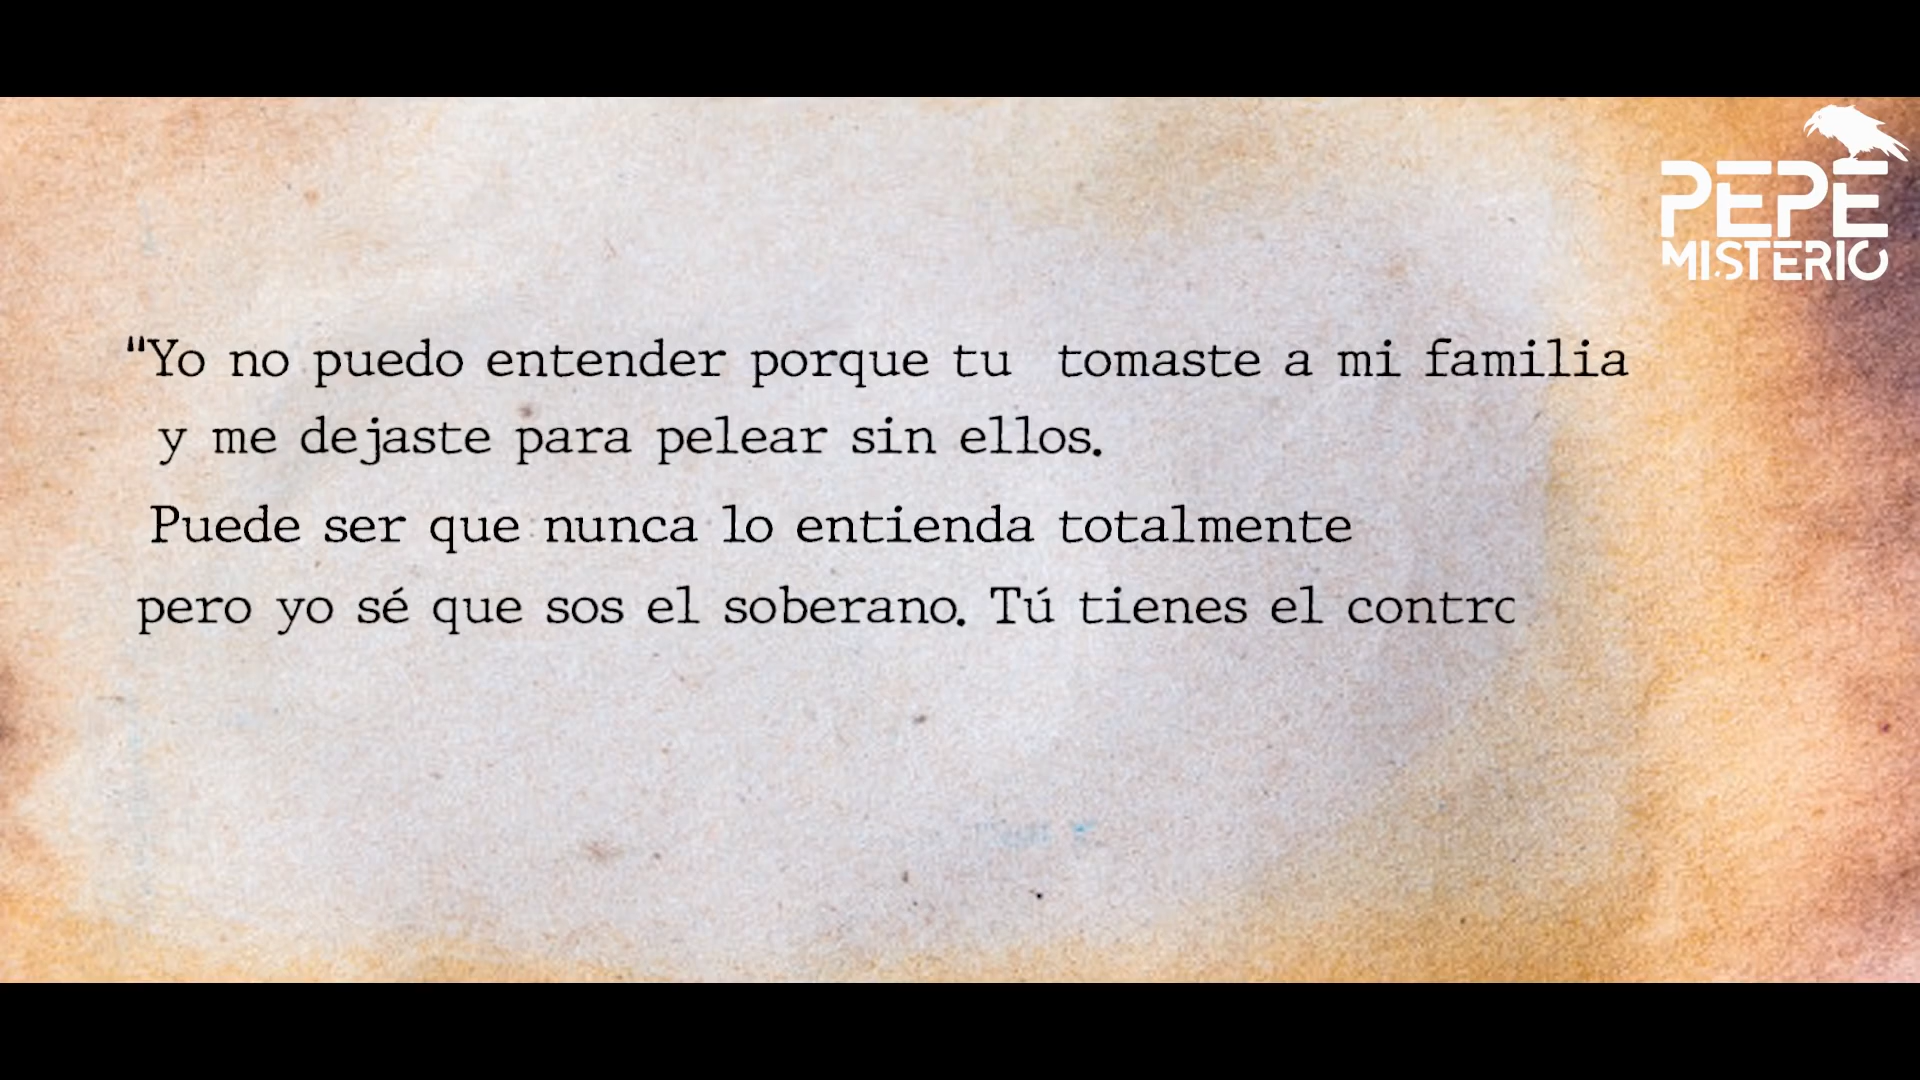 PEPE
MISTERIO
"Yo no puedo entender porque tu tomaste a mi familia
y me dejaste para pelear sin ellos.
Puede ser que nunca lo entienda totalmente
pero yo sé que sos el soberano. Tú tienes el contro